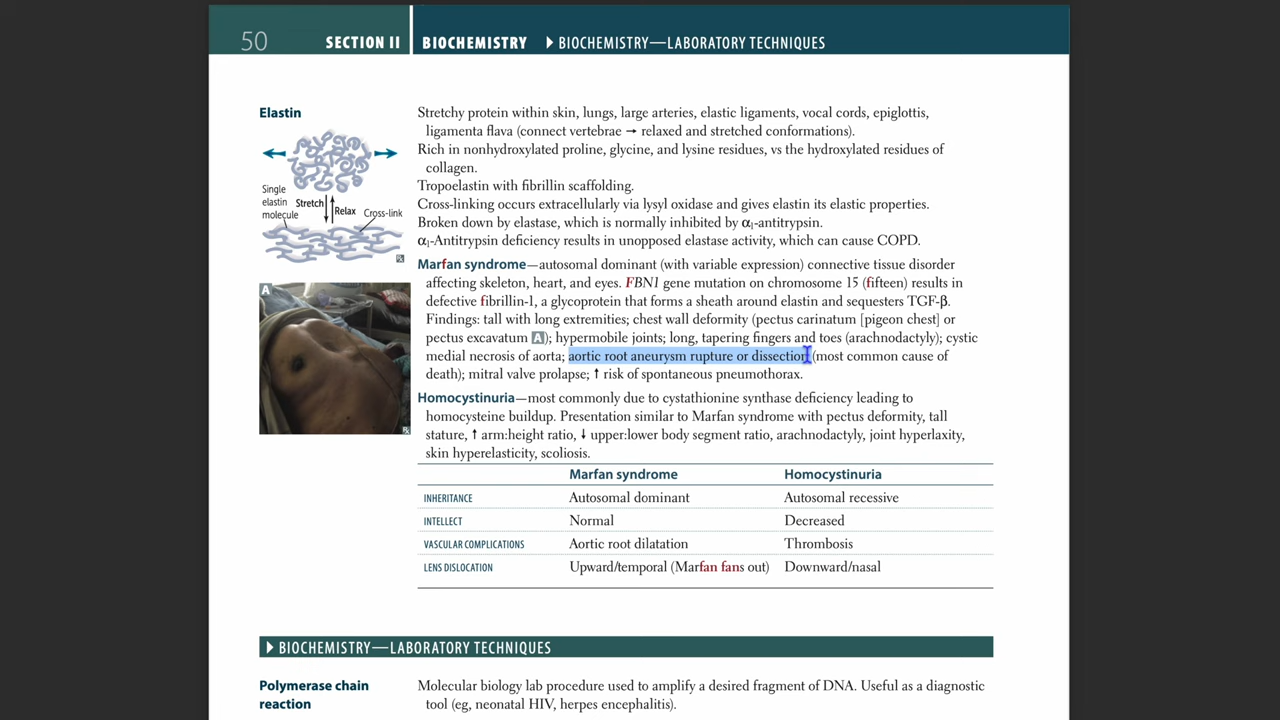 50 SECTION II BIOCHEMISTRY ▶ BIOCHEMISTRY—LABORATORY TECHNIQUES
Elastin
Single
elastin
molecule
Stretch
Relax
Cross-link
A
Stretchy protein within skin, lungs, large arteries, elastic ligaments, vocal cords, epiglottis,
ligamenta flava (connect vertebrae → relaxed and stretched conformations).
Rich in nonhydroxylated proline, glycine, and lysine residues, vs the hydroxylated residues of
collagen.
Tropoelastin with fibrillin scaffolding.
Cross-linking occurs extracellularly via lysyl oxidase and gives elastin its elastic properties.
Broken down by elastase, which is normally inhibited by α₁-antitrypsin.
α₁-Antitrypsin deficiency results in unopposed elastase activity, which can cause COPD.
Marfan syndrome—autosomal dominant (with variable expression) connective tissue disorder
affecting skeleton, heart, and eyes. FBN1 gene mutation on chromosome 15 (fifteen) results in
defective fibrillin-1, a glycoprotein that forms a sheath around elastin and sequesters TGF-β.
Findings: tall with long extremities; chest wall deformity (pectus carinatum [pigeon chest] or
pectus excavatum A); hypermobile joints; long, tapering fingers and toes (arachnodactyly); cystic
medial necrosis of aorta; aortic root aneurysm rupture or dissection (most common cause of
death); mitral valve prolapse; ↑ risk of spontaneous pneumothorax.
Homocystinuria—most commonly due to cystathionine synthase deficiency leading to
homocysteine buildup. Presentation similar to Marfan syndrome with pectus deformity, tall
stature, ↑ arm:height ratio, ↓ upper:lower body segment ratio, arachnodactyly, joint hyperlaxity,
skin hyperelasticity, scoliosis.
Marfan syndrome Homocystinuria
INHERITANCE Autosomal dominant Autosomal recessive
INTELLECT Normal Decreased
VASCULAR COMPLICATIONS Aortic root dilatation Thrombosis
LENS DISLOCATION Upward/temporal (Marfan fans out) Downward/nasal
▶ BIOCHEMISTRY—LABORATORY TECHNIQUES
Polymerase chain
reaction
Molecular biology lab procedure used to amplify a desired fragment of DNA. Useful as a diagnostic
tool (eg, neonatal HIV, herpes encephalitis).